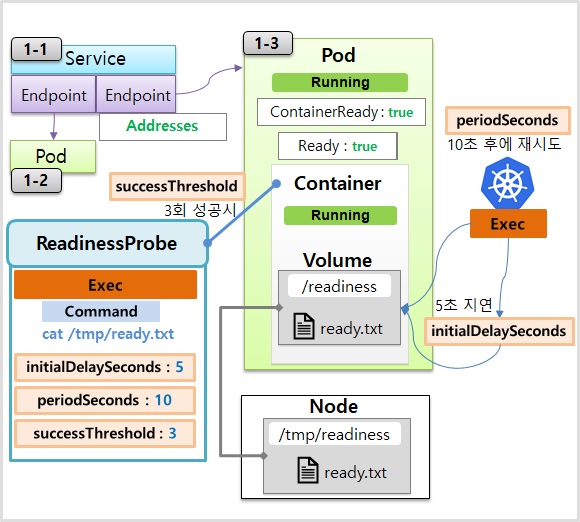 1-1
Service
Endpoint
Endpoint
Addresses
Pod
1-2
1-3
Pod
Running
ContainerReady : true
Ready : true
Container
Running
Volume
/readiness
ready.txt
successThreshold
3회 성공시
ReadinessProbe
Exec
Command
cat /tmp/ready.txt
initialDelaySeconds : 5
periodSeconds : 10
successThreshold : 3
periodSeconds
10초 후에 재시도
Exec
5초 지연
initialDelaySeconds
Node
/tmp/readiness
ready.txt